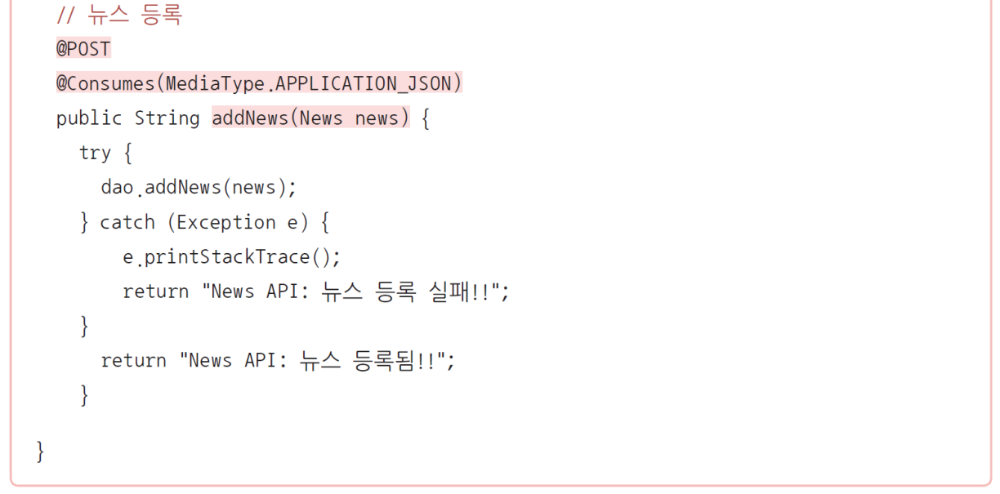 // 뉴스 등록
@POST
@Consumes(MediaType.APPLICATION_JSON)
public String addNews(News news) {
try {
dao.addNews(news);
} catch (Exception e) {
e.printStackTrace();
return "News API: 뉴스 등록 실패!!";
}
return "News API: 뉴스 등록됨!!";
}
}